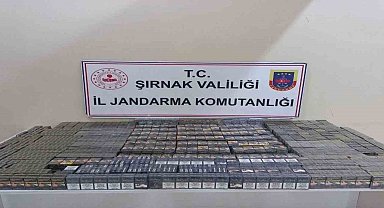 T.C.
ŞIRNAK VALİLİĞİ
İL JANDARMA KOMUTANLIĞI